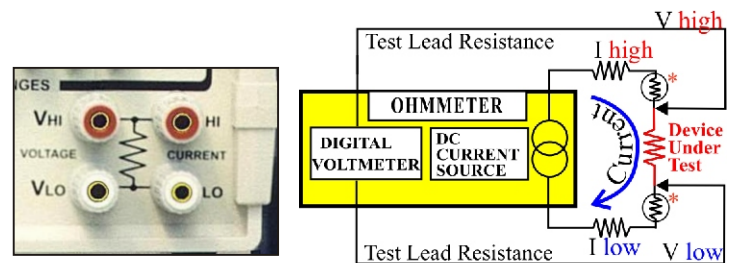 NGES
VHI
HI
VOLTAGE
CURRENT
VLO
LO
V high
Test Lead Resistance
I high
*
OHMMETER
DIGITAL
VOLTMETER
DC
CURRENT
SOURCE
Current
Device
Under
Test
*
Test Lead Resistance
I low
V low